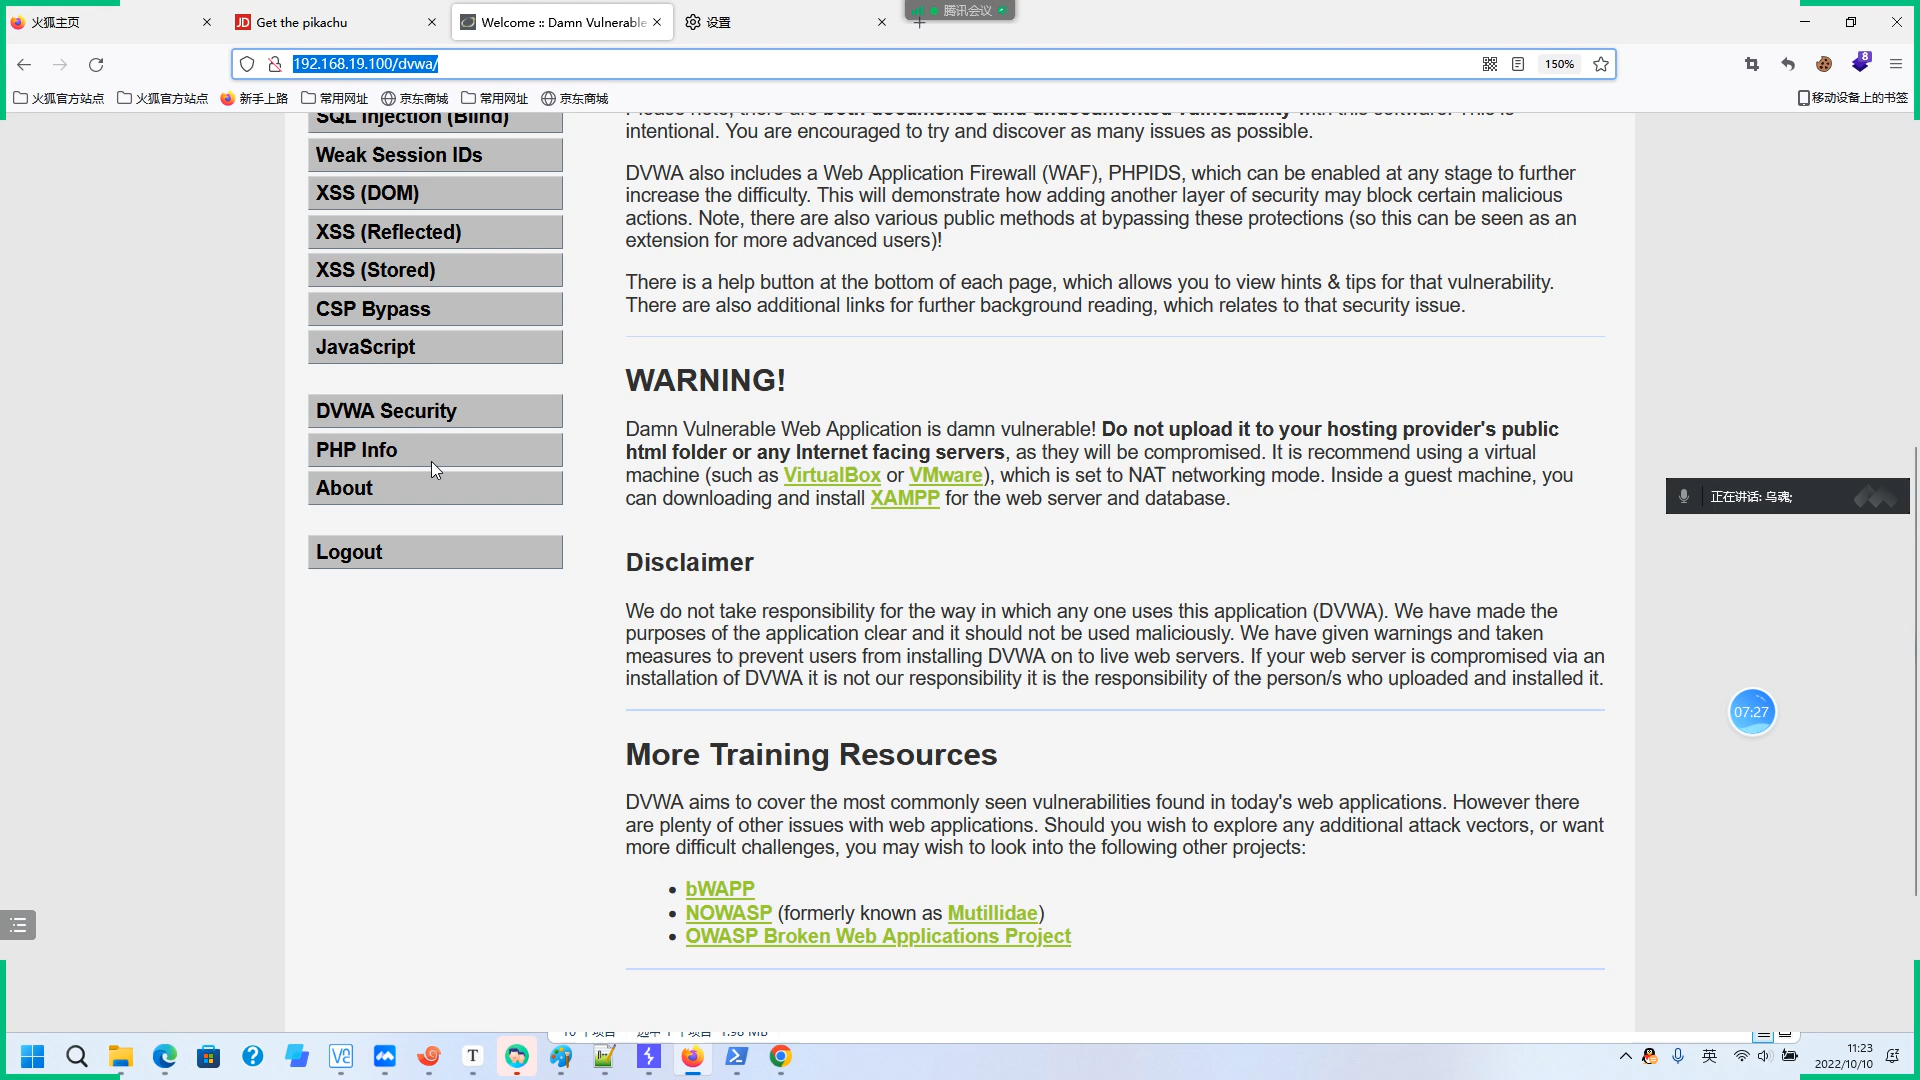 火狐主页
Get the pikachu
Welcome :: Damn Vulnerable
设置
腾讯会议
192.168.19.100/dvwa/
150%
8
火狐官方站点
火狐官方站点
新手上路
常用网址
京东商城
常用网址
京东商城
移动设备上的书签
SQL Injection (Blind)
Weak Session IDs
XSS (DOM)
XSS (Reflected)
XSS (Stored)
CSP Bypass
JavaScript
DVWA Security
PHP Info
About
Logout
Please note, there are both documented and undocumented vulnerability with this software. This is
intentional. You are encouraged to try and discover as many issues as possible.
DVWA also includes a Web Application Firewall (WAF), PHPIDS, which can be enabled at any stage to further
increase the difficulty. This will demonstrate how adding another layer of security may block certain malicious
actions. Note, there are also various public methods at bypassing these protections (so this can be seen as an
extension for more advanced users)!
There is a help button at the bottom of each page, which allows you to view hints & tips for that vulnerability.
There are also additional links for further background reading, which relates to that security issue.
WARNING!
Damn Vulnerable Web Application is damn vulnerable! Do not upload it to your hosting provider's public
html folder or any Internet facing servers, as they will be compromised. It is recommend using a virtual
machine (such as VirtualBox or VMware), which is set to NAT networking mode. Inside a guest machine, you
can downloading and install XAMPP for the web server and database.
Disclaimer
We do not take responsibility for the way in which any one uses this application (DVWA). We have made the
purposes of the application clear and it should not be used maliciously. We have given warnings and taken
measures to prevent users from installing DVWA on to live web servers. If your web server is compromised via an
installation of DVWA it is not our responsibility it is the responsibility of the person/s who uploaded and installed it.
More Training Resources
DVWA aims to cover the most commonly seen vulnerabilities found in today's web applications. However there
are plenty of other issues with web applications. Should you wish to explore any additional attack vectors, or want
more difficult challenges, you may wish to look into the following other projects:
• bWAPP
• NOWASP (formerly known as Mutillidae)
• OWASP Broken Web Applications Project
正在讲话: 乌魂;
07:27
英
11:23
2022/10/10